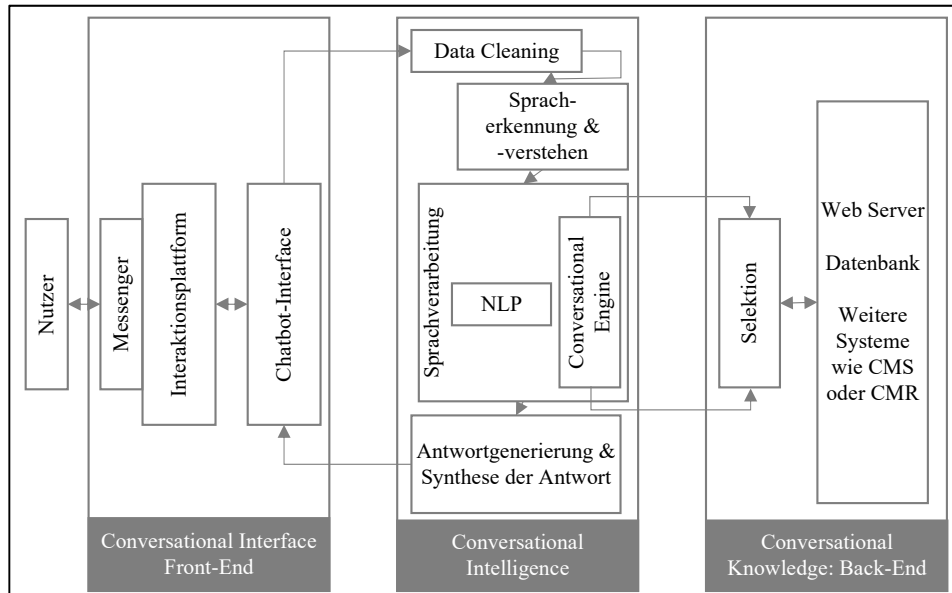 Nutzer
Messenger
Interaktionsplattform
Chatbot-Interface
Conversational Interface
Front-End
Data Cleaning
Sprach-
erkennung &
-verstehen
Sprachverarbeitung
NLP
Conversational
Engine
Antwortgenerierung &
Synthese der Antwort
Conversational
Intelligence
Selektion
Web Server
Datenbank
Weitere
Systeme
wie CMS
oder CMR
Conversational
Knowledge: Back-End